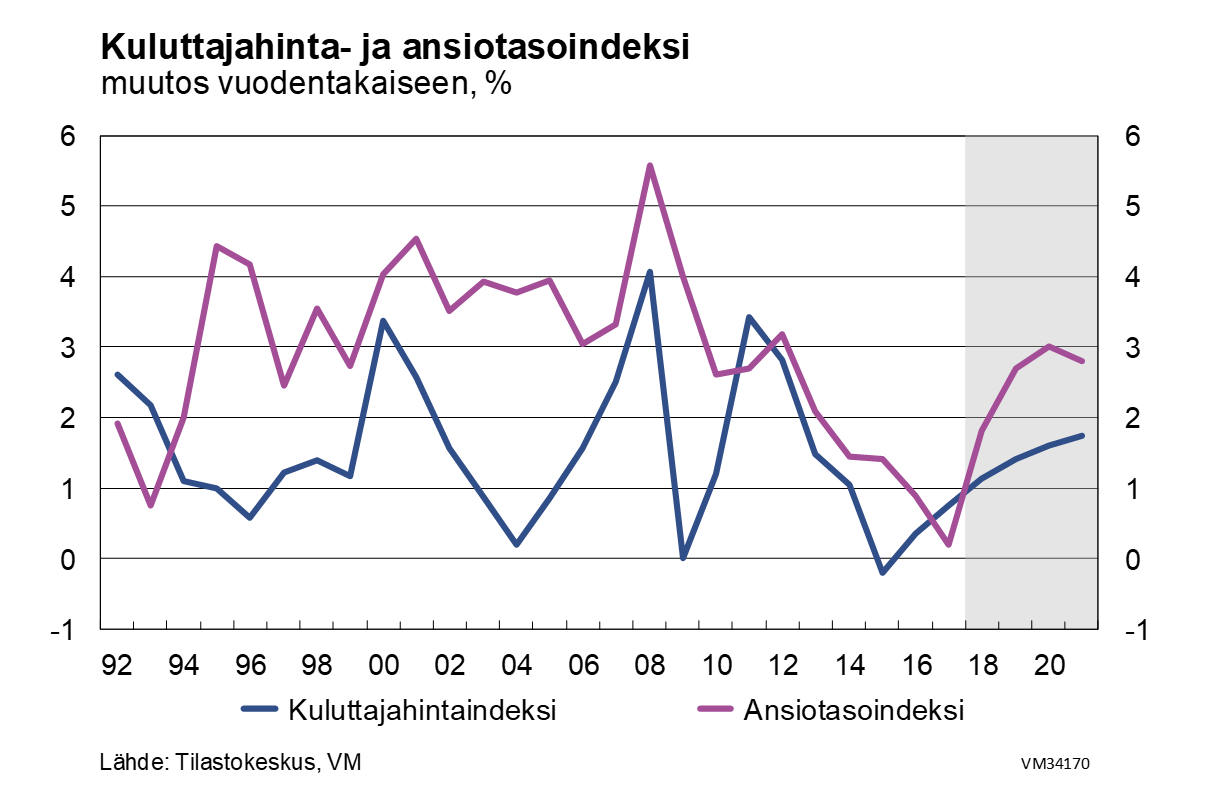 Kuluttajahinta- ja ansiotasoindeksi
muutos vuodentakaiseen, %
6 6
5 5
4 4
3 3
2 2
1 1
0 0
-1 -1
92 94 96 98 00 02 04 06 08 10 12 14 16 18 20
Kuluttajahintaindeksi Ansiotasoindeksi
Lähde: Tilastokeskus, VM VM34170